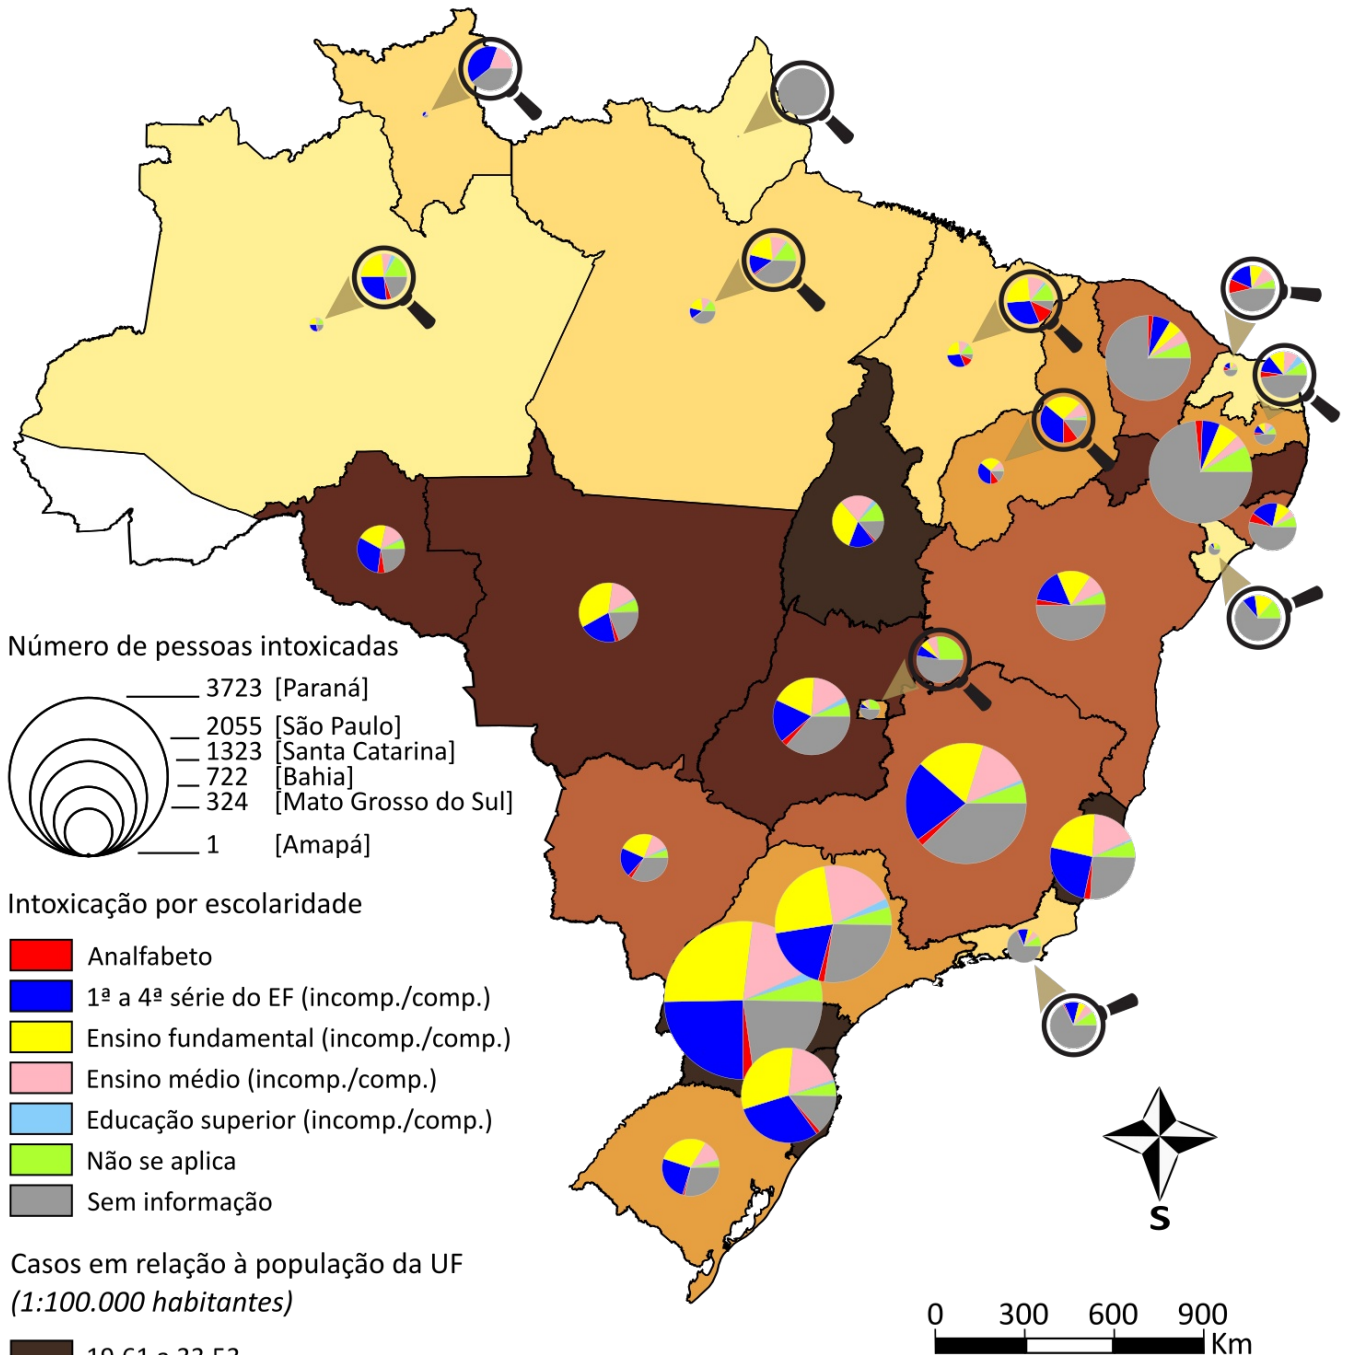 Número de pessoas intoxicadas
3723 [Paraná]
2055 [São Paulo]
1323 [Santa Catarina]
722 [Bahia]
324 [Mato Grosso do Sul]
1 [Amapá]
Intoxicação por escolaridade
Analfabeto
1ª a 4ª série do EF (incomp./comp.)
Ensino fundamental (incomp./comp.)
Ensino médio (incomp./comp.)
Educação superior (incomp./comp.)
Não se aplica
Sem informação
S
Casos em relação à população da UF
(1:100.000 habitantes)
0 300 600 900
Km